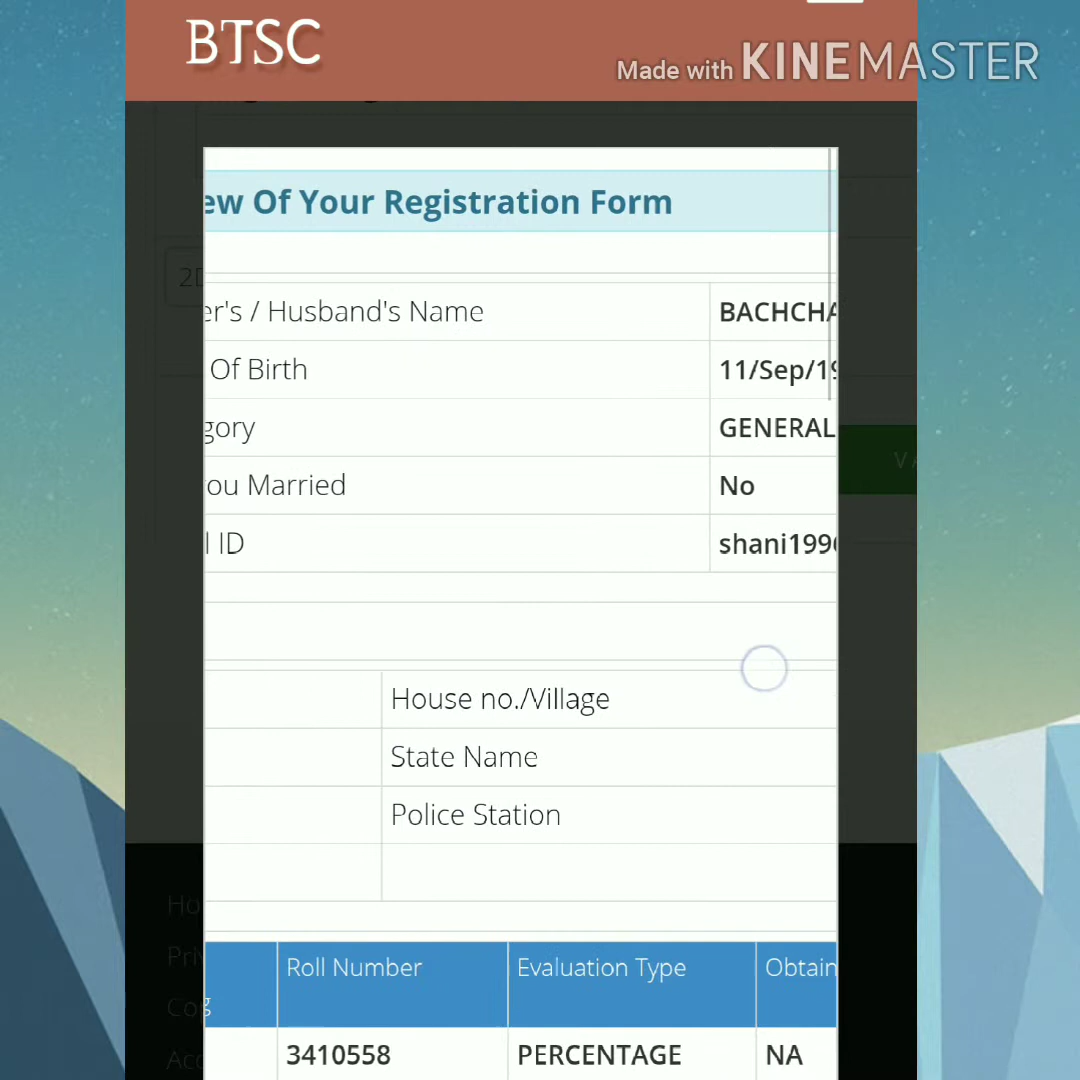 BTSC
Made with KINEMASTER
ew Of Your Registration Form
er's / Husband's Name BACHCHA
Of Birth 11/Sep/19
gory GENERAL
ou Married No
l ID shani199
House no./Village
State Name
Police Station
Roll Number Evaluation Type Obtain
3410558 PERCENTAGE NA